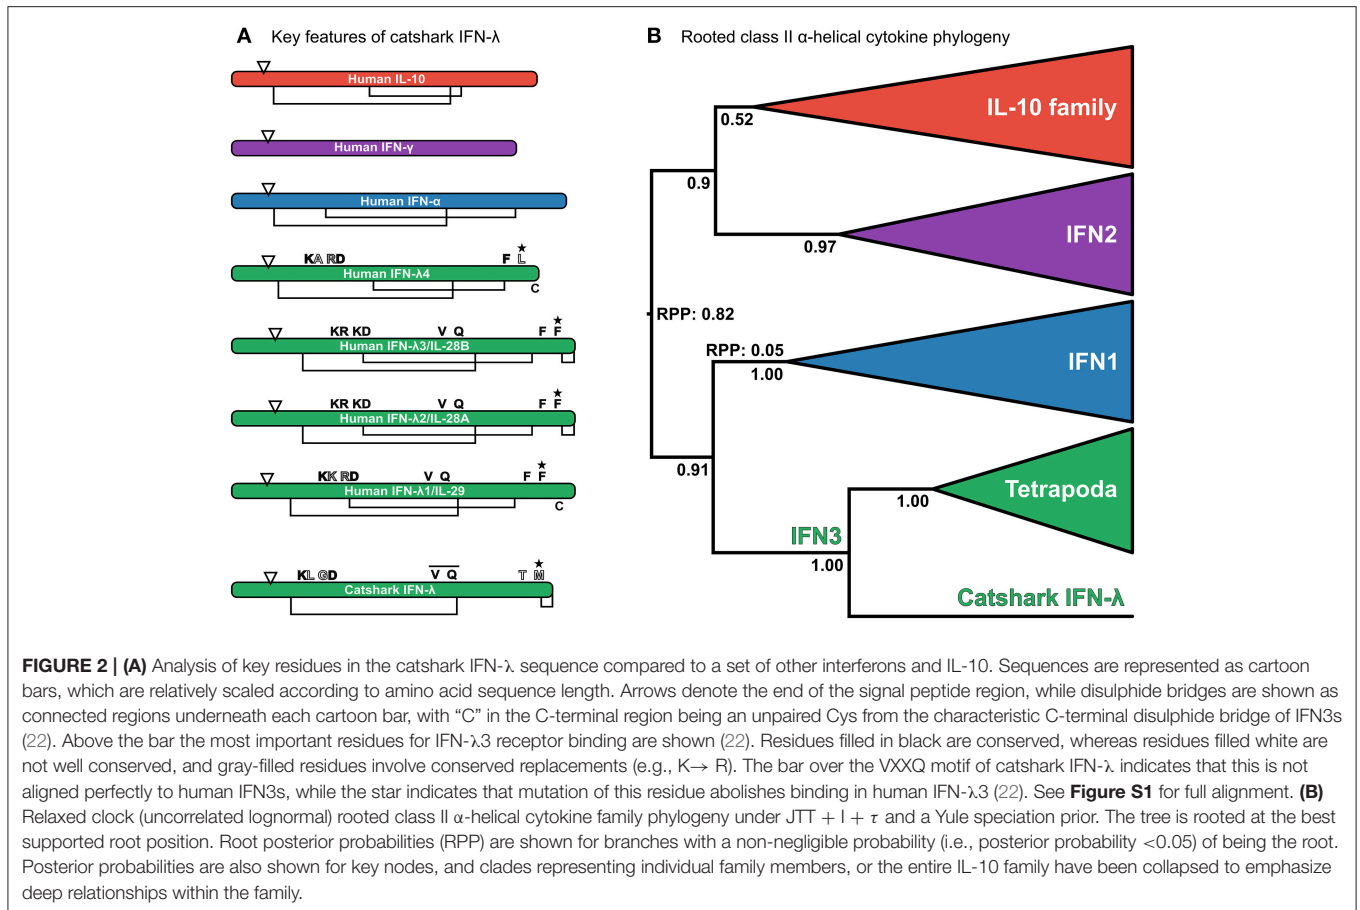 A Key features of catshark IFN-λ
Human IL-10
Human IFN-γ
Human IFN-α
KA RD F L
Human IFN-λ4
C
KR KD V Q F F
Human IFN-λ3/IL-28B
KR KD V Q F F
Human IFN-λ2/IL-28A
KK RD V Q F F
Human IFN-λ1/IL-29
C
KL GD V Q T M
Catshark IFN-λ
B Rooted class II α-helical cytokine phylogeny
IL-10 family
0.52
0.9
IFN2
0.97
RPP: 0.82
RPP: 0.05
1.00
IFN1
0.91
Tetrapoda
1.00
IFN3
1.00
Catshark IFN-λ
FIGURE 2 | (A) Analysis of key residues in the catshark IFN-λ sequence compared to a set of other interferons and IL-10. Sequences are represented as cartoon
bars, which are relatively scaled according to amino acid sequence length. Arrows denote the end of the signal peptide region, while disulphide bridges are shown as
connected regions underneath each cartoon bar, with “C” in the C-terminal region being an unpaired Cys from the characteristic C-terminal disulphide bridge of IFN3s
(22). Above the bar the most important residues for IFN-λ3 receptor binding are shown (22). Residues filled in black are conserved, whereas residues filled white are
not well conserved, and gray-filled residues involve conserved replacements (e.g., K→ R). The bar over the VXXQ motif of catshark IFN-λ indicates that this is not
aligned perfectly to human IFN3s, while the star indicates that mutation of this residue abolishes binding in human IFN-λ3 (22). See Figure S1 for full alignment. (B)
Relaxed clock (uncorrelated lognormal) rooted class II α-helical cytokine family phylogeny under JTT + I + τ and a Yule speciation prior. The tree is rooted at the best
supported root position. Root posterior probabilities (RPP) are shown for branches with a non-negligible probability (i.e., posterior probability <0.05) of being the root.
Posterior probabilities are also shown for key nodes, and clades representing individual family members, or the entire IL-10 family have been collapsed to emphasize
deep relationships within the family.